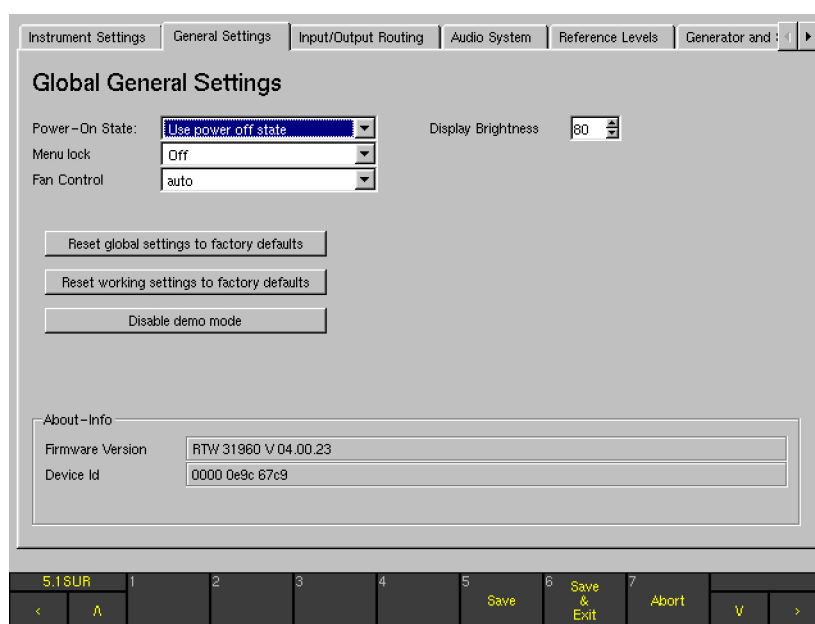 Instrument Settings General Settings Input/Output Routing Audio System Reference Levels Generator and
Global General Settings
Power-On State: Use power off state Display Brightness 80
Menu lock Off
Fan Control auto
Reset global settings to factory defaults
Reset working settings to factory defaults
Disable demo mode
About-Info
Firmware Version RTW 31960 V 04.00.23
Device Id 0000 0e9c 67c9
5.1SUR 1 2 3 4 5 Save 6 Save & Exit 7 Abort
< Λ V >